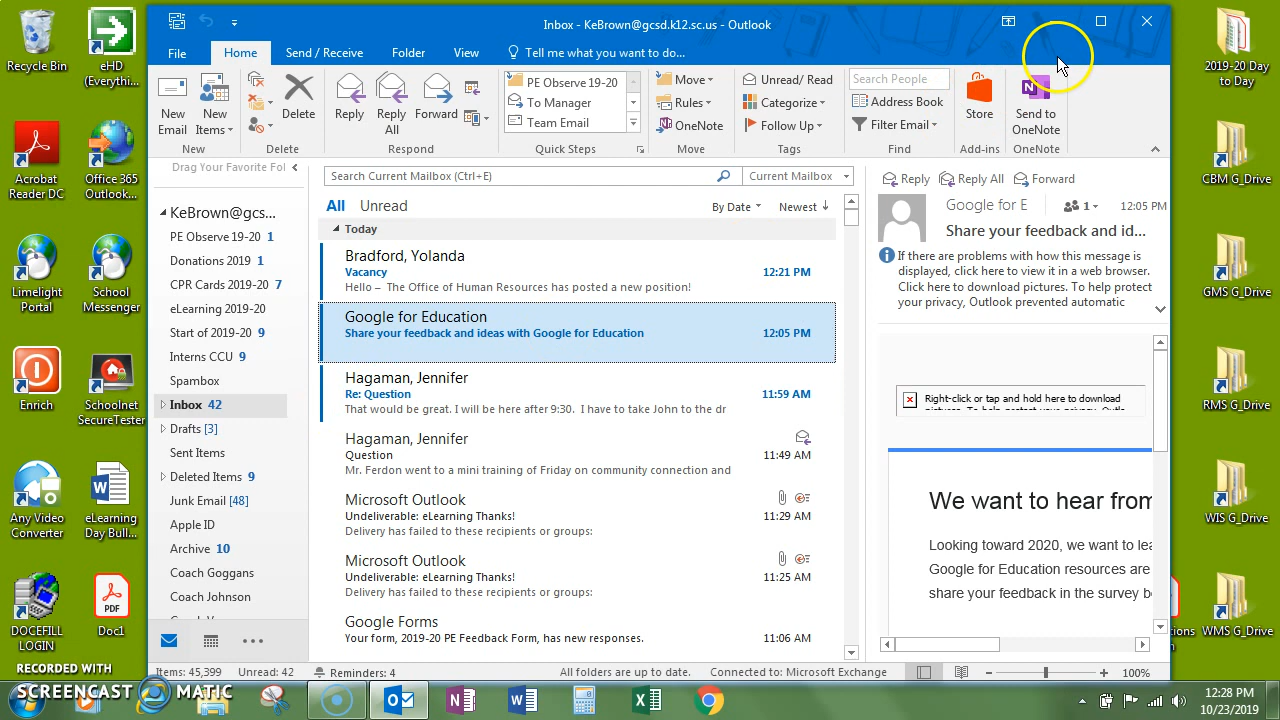 Recycle Bin
eHD
(Everythi...
Acrobat
Reader DC
Office 365
Outlook...
Limelight
Portal
School
Messenger
Enrich
Schoolnet
SecureTester
Any Video
Converter
eLearning
Day Bull...
DOCEFILL
LOGIN
PDF
Doc1
Inbox - KeBrown@gcsd.k12.sc.us - Outlook
File
Home
Send / Receive
Folder
View
Tell me what you want to do...
New
Email
New
Items
New
Delete
Delete
Reply
Reply
All
Forward
Respond
PE Observe 19-20
To Manager
Team Email
Quick Steps
Move
Rules
OneNote
Move
Unread/ Read
Categorize
Follow Up
Tags
Search People
Address Book
Filter Email
Find
Store
Add-ins
Send to
OneNote
OneNote
Drag Your Favorite Fol
KeBrown@gcs...
PE Observe 19-20 1
Donations 2019 1
CPR Cards 2019-20 7
eLearning 2019-20
Start of 2019-20 9
Interns CCU 9
Spambox
Inbox 42
Drafts [3]
Sent Items
Deleted Items 9
Junk Email [48]
Apple ID
Archive 10
Coach Goggans
Coach Johnson
Search Current Mailbox (Ctrl+E)
Current Mailbox
All Unread
By Date Newest
Today
Bradford, Yolanda
Vacancy 12:21 PM
Hello – The Office of Human Resources has posted a new position!
Google for Education
Share your feedback and ideas with Google for Education 12:05 PM
Hagaman, Jennifer
Re: Question 11:59 AM
That would be great. I will be here after 9:30. I have to take John to the dr
Hagaman, Jennifer
Question 11:49 AM
Mr. Ferdon went to a mini training of Friday on community connection and
Microsoft Outlook
Undeliverable: eLearning Thanks! 11:29 AM
Delivery has failed to these recipients or groups:
Microsoft Outlook
Undeliverable: eLearning Thanks! 11:25 AM
Delivery has failed to these recipients or groups:
Google Forms
Your form, 2019-20 PE Feedback Form, has new responses. 11:06 AM
Reply Reply All Forward
Google for E 1 12:05 PM
Share your feedback and id...
If there are problems with how this message is
displayed, click here to view it in a web browser.
Click here to download pictures. To help protect
your privacy, Outlook prevented automatic
Right-click or tap and hold here to download
pictures. To help protect your privacy, Outlo
We want to hear from
Looking toward 2020, we want to lea
Google for Education resources are
share your feedback in the survey b
Items: 45,399 Unread: 42 Reminders: 4 All folders are up to date. Connected to: Microsoft Exchange 100%
2019-20 Day
to Day
CBM G_Drive
GMS G_Drive
RMS G_Drive
WIS G_Drive
WMS G_Drive
RECORDED WITH
SCREENCAST MATIC
12:28 PM
10/23/2019